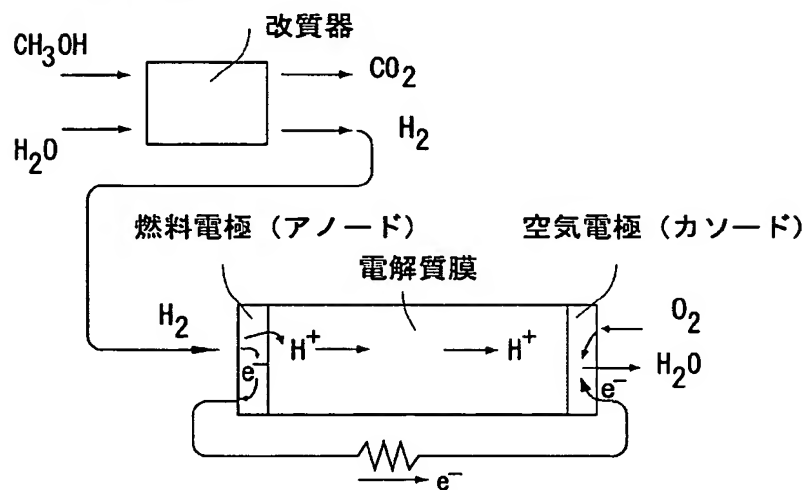 改質器
CH₃OH
CO₂
H₂O
H₂
燃料電極 (アノード)
空気電極 (カソード)
電解質膜
H₂
H⁺
H⁺
O₂
e⁻
H₂O
e⁻
e⁻